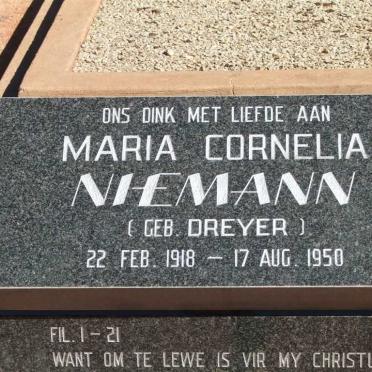 ONS DINK MET LIEFDE AAN
MARIA CORNELIA
NIEMANN
( GEB. DREYER )
22 FEB. 1918 — 17 AUG. 1950
FIL. 1 – 21
WANT OM TE LEWE IS VIR MY CHRISTU